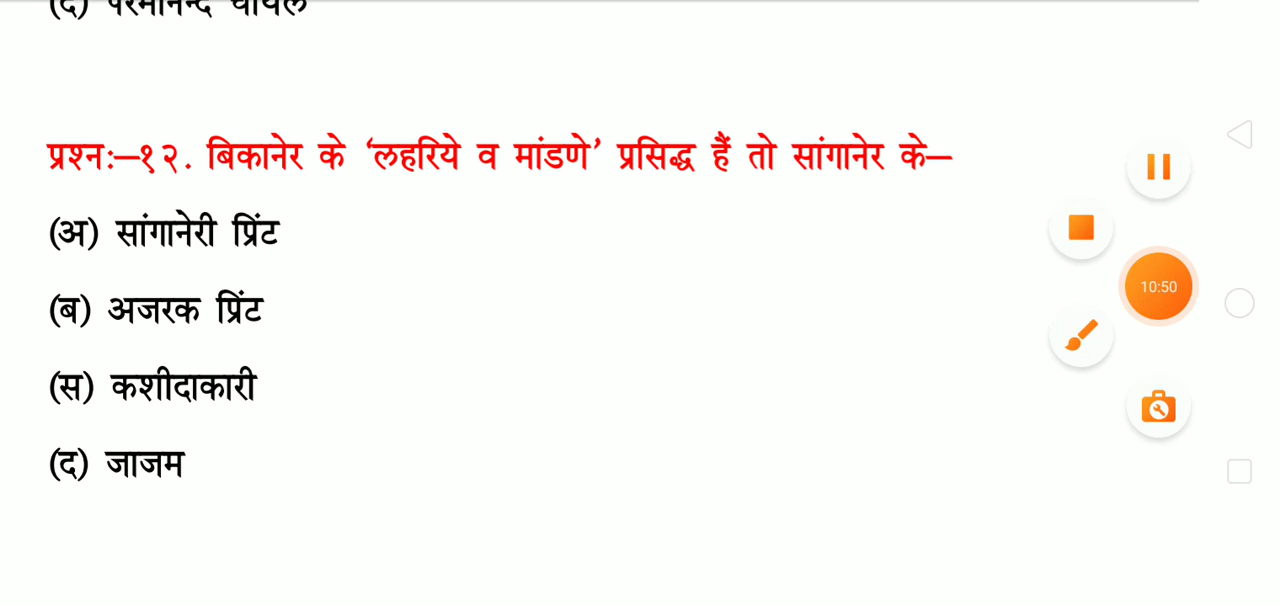 प्रश्नः–१२. बिकानेर के ‘लहरिये व मांडणे’ प्रसिद्ध हैं तो सांगानेर के–
(अ) सांगानेरी प्रिंट
(ब) अजरक प्रिंट
(स) कशीदाकारी
(द) जाजम
10:50